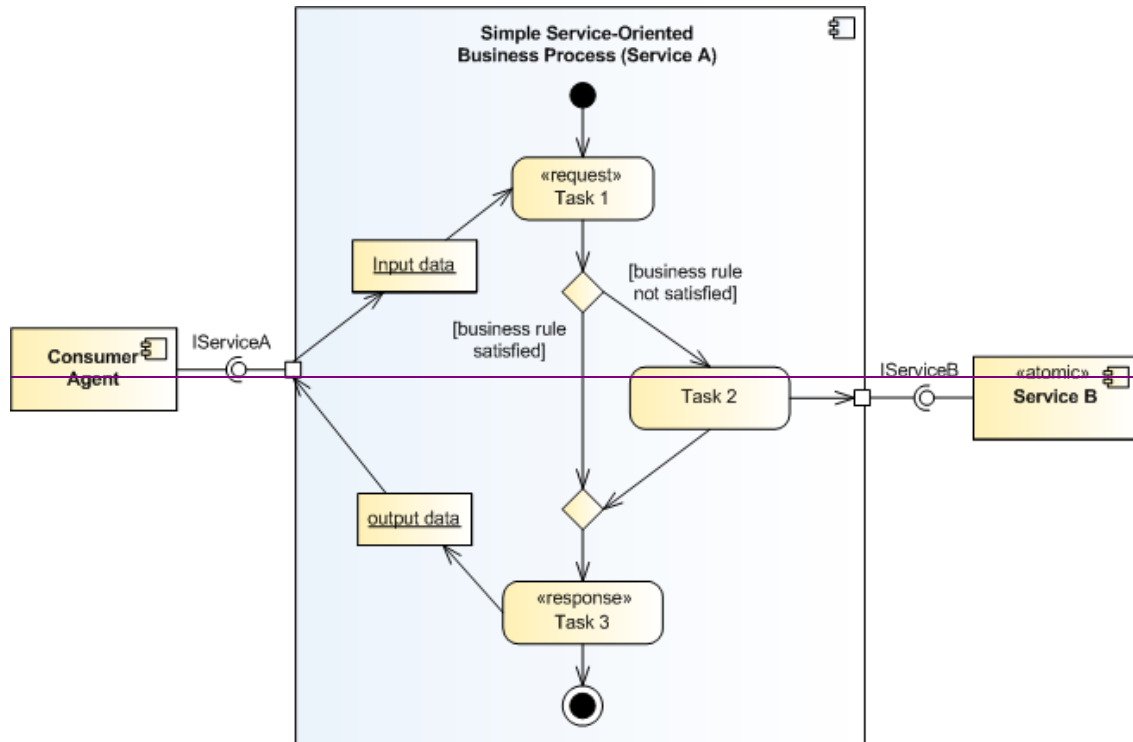 Simple Service-Oriented
Business Process (Service A)
«request»
Task 1
Input data
[business rule
not satisfied]
[business rule
satisfied]
IServiceA
Consumer
Agent
Task 2
IServiceB
«atomic»
Service B
output data
«response»
Task 3